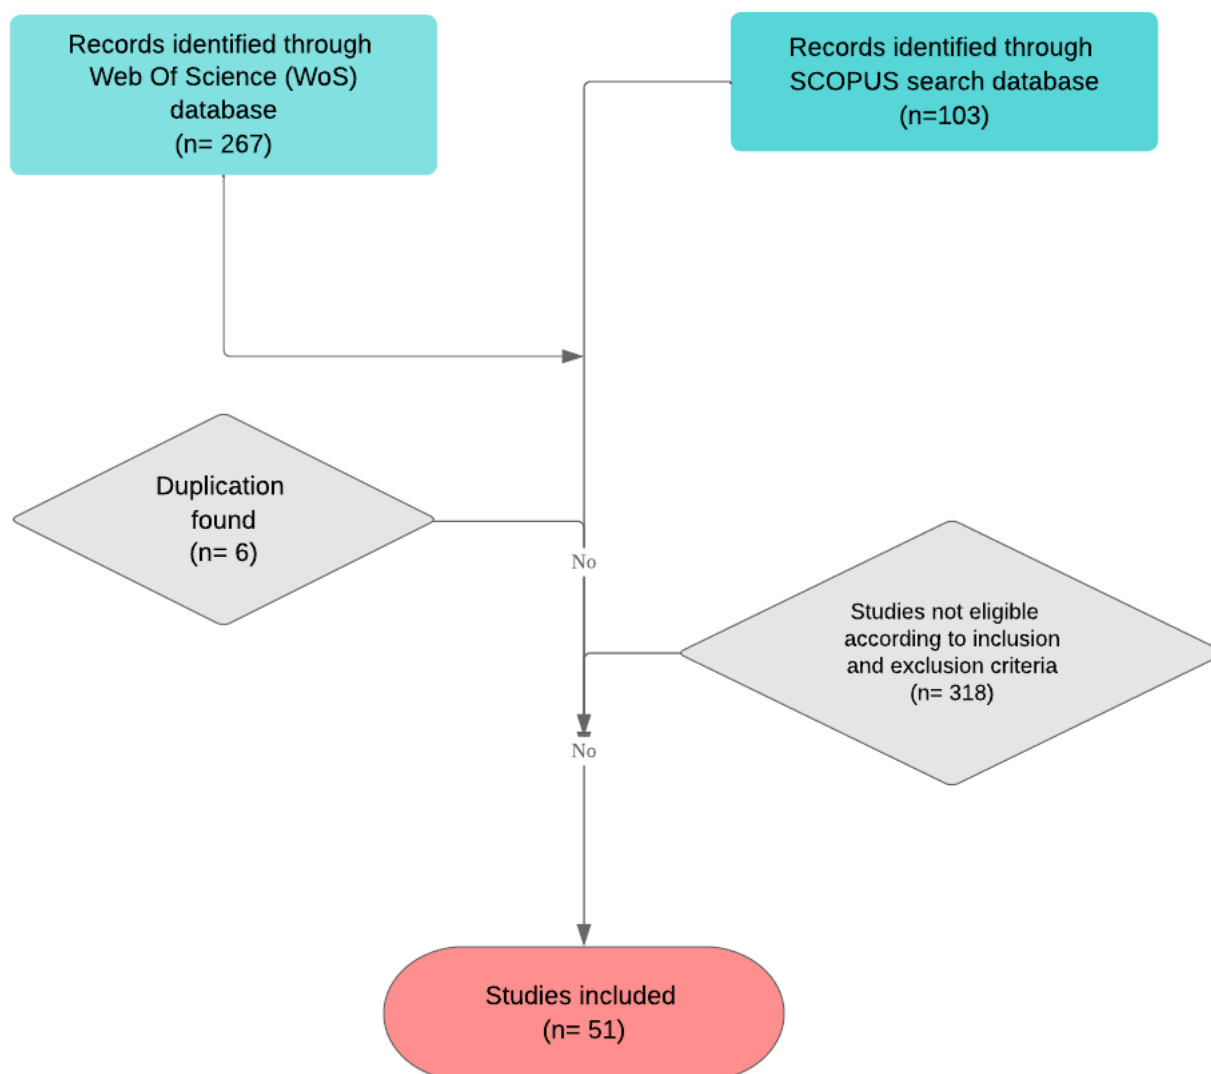 Records identified through
Web Of Science (WoS)
database
(n= 267)
Records identified through
SCOPUS search database
(n=103)
Duplication
found
(n= 6)
No
Studies not eligible
according to inclusion
and exclusion criteria
(n= 318)
No
Studies included
(n= 51)